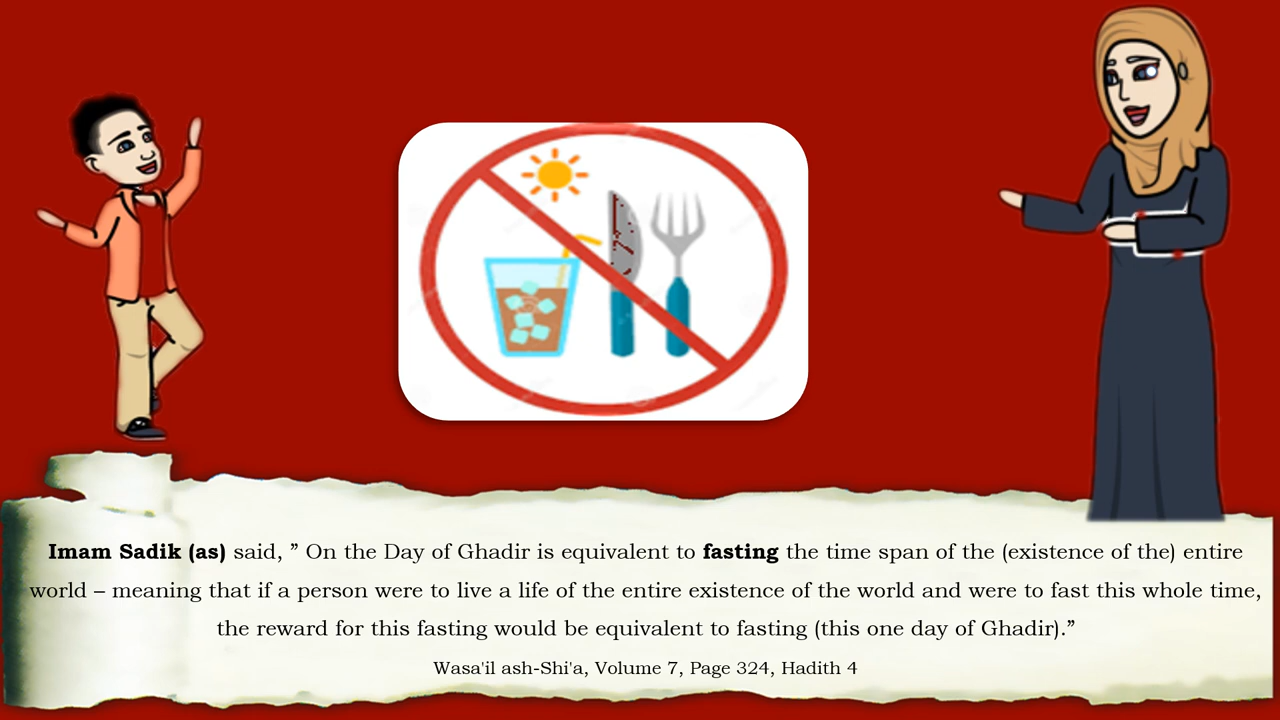 Imam Sadik (as) said, ” On the Day of Ghadir is equivalent to fasting the time span of the (existence of the) entire
world – meaning that if a person were to live a life of the entire existence of the world and were to fast this whole time,
the reward for this fasting would be equivalent to fasting (this one day of Ghadir).”
Wasa'il ash-Shi'a, Volume 7, Page 324, Hadith 4